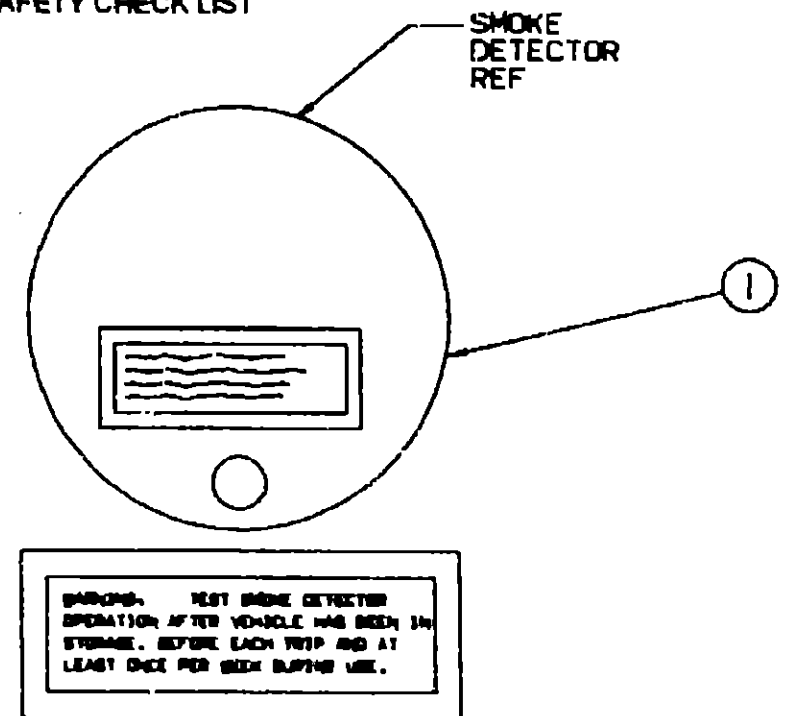 AFETY CHECK LIST
SMOKE
DETECTOR
REF
1
WARNING. TEST SMOKE DETECTOR
OPERATION AFTER VEHICLE HAS BEEN IN
STORAGE. BEFORE EACH TRIP AND AT
LEAST ONCE PER WEEK DURING USE.